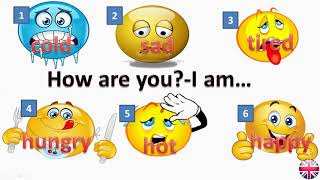 1 2 3
cold sad tired
How are you?-I am...
4 5 6
hungry hot happy